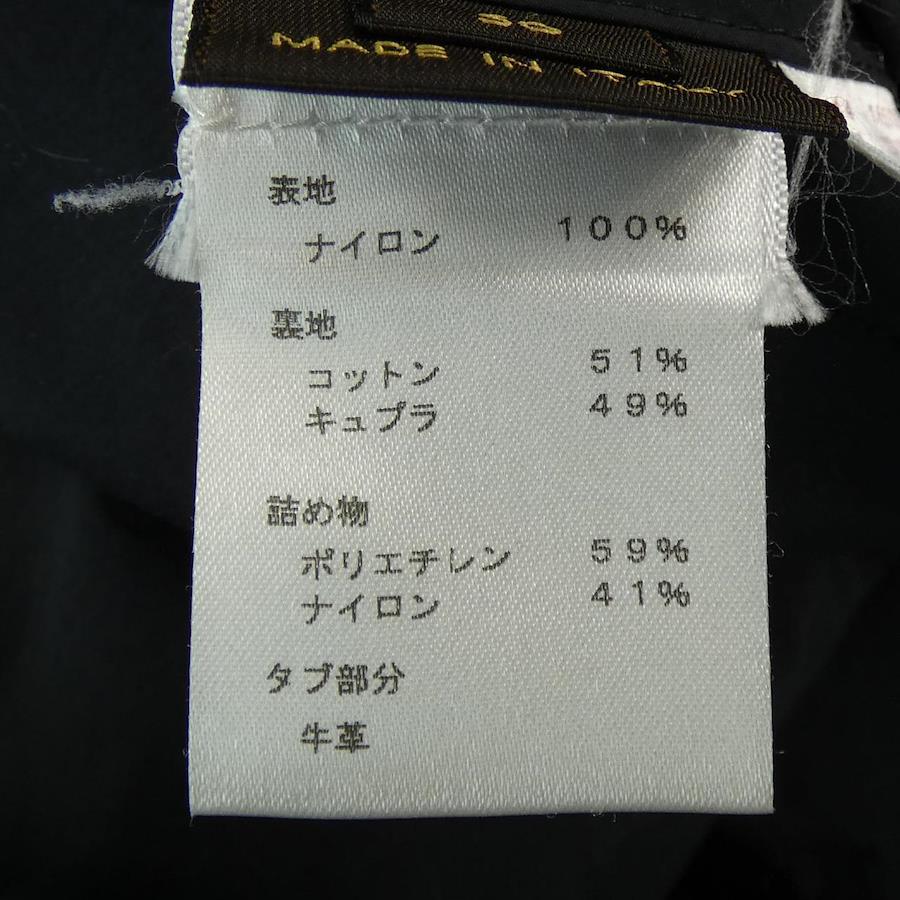 MADE IN ITALY
表地
ナイロン 100%
裏地
コットン 51%
キュプラ 49%
詰め物
ポリエチレン 59%
ナイロン 41%
タブ部分
牛革